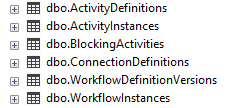 dbo.ActivityDefinitions
dbo.ActivityInstances
dbo.BlockingActivities
dbo.ConnectionDefinitions
dbo.WorkflowDefinitionVersions
dbo.WorkflowInstances